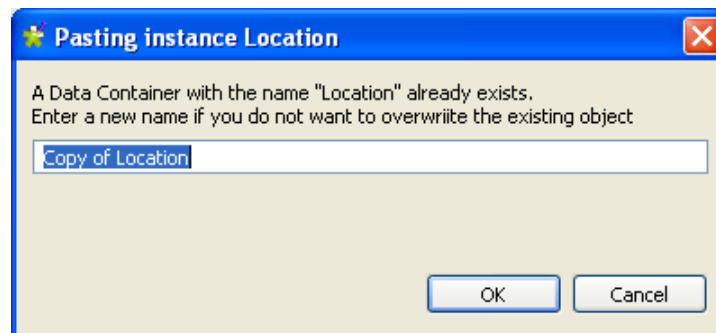 Pasting instance Location
A Data Container with the name "Location" already exists.
Enter a new name if you do not want to overwriite the existing object
Copy of Location
OK Cancel